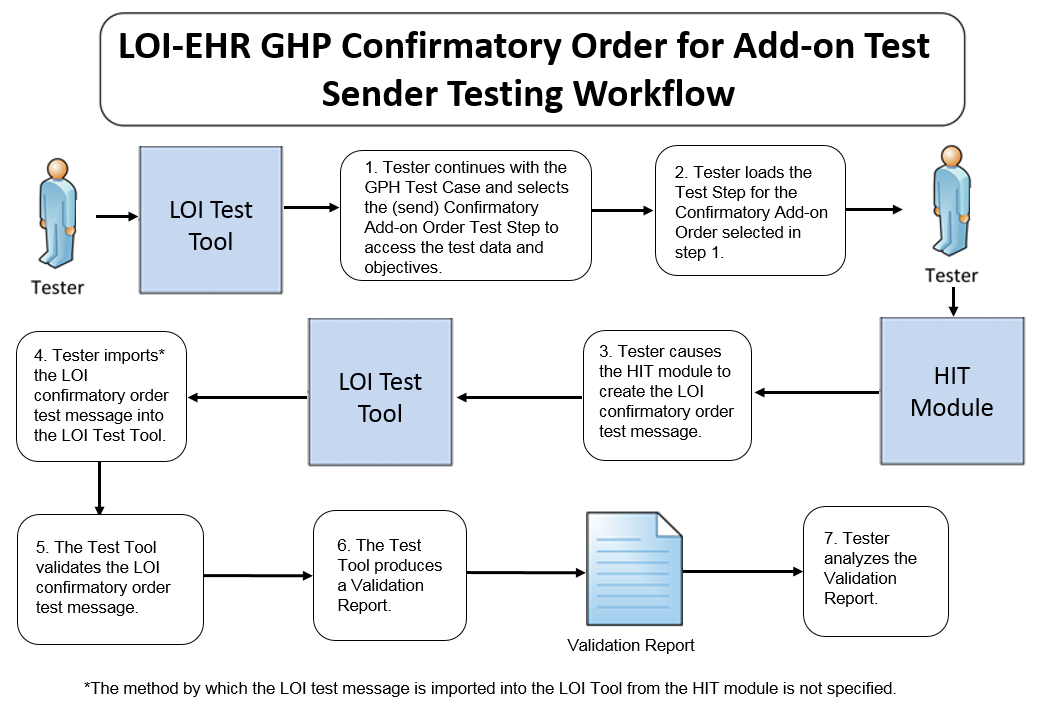 LOI-EHR GHP Confirmatory Order for Add-on Test
Sender Testing Workflow
Tester
LOI Test
Tool
1. Tester continues with the
GPH Test Case and selects
the (send) Confirmatory
Add-on Order Test Step to
access the test data and
objectives.
2. Tester loads the
Test Step for the
Confirmatory Add-on
Order selected in
step 1.
Tester
HIT
Module
3. Tester causes
the HIT module to
create the LOI
confirmatory order
test message.
LOI Test
Tool
4. Tester imports*
the LOI
confirmatory order
test message into
the LOI Test Tool.
5. The Test Tool
validates the LOI
confirmatory order
test message.
6. The Test
Tool produces
a Validation
Report.
Validation Report
7. Tester
analyzes the
Validation
Report.
*The method by which the LOI test message is imported into the LOI Tool from the HIT module is not specified.